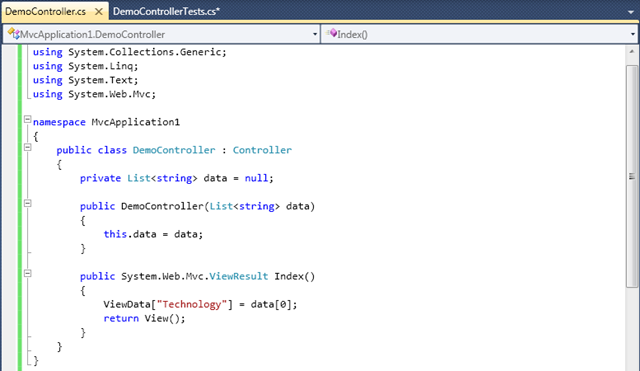 DemoController.cs
DemoControllerTests.cs*
MvcApplication1.DemoController
Index()
using System.Collections.Generic;
using System.Linq;
using System.Text;
using System.Web.Mvc;
namespace MvcApplication1
{
public class DemoController : Controller
{
private List<string> data = null;
public DemoController(List<string> data)
{
this.data = data;
}
public System.Web.Mvc.ViewResult Index()
{
ViewData["Technology"] = data[0];
return View();
}
}
}